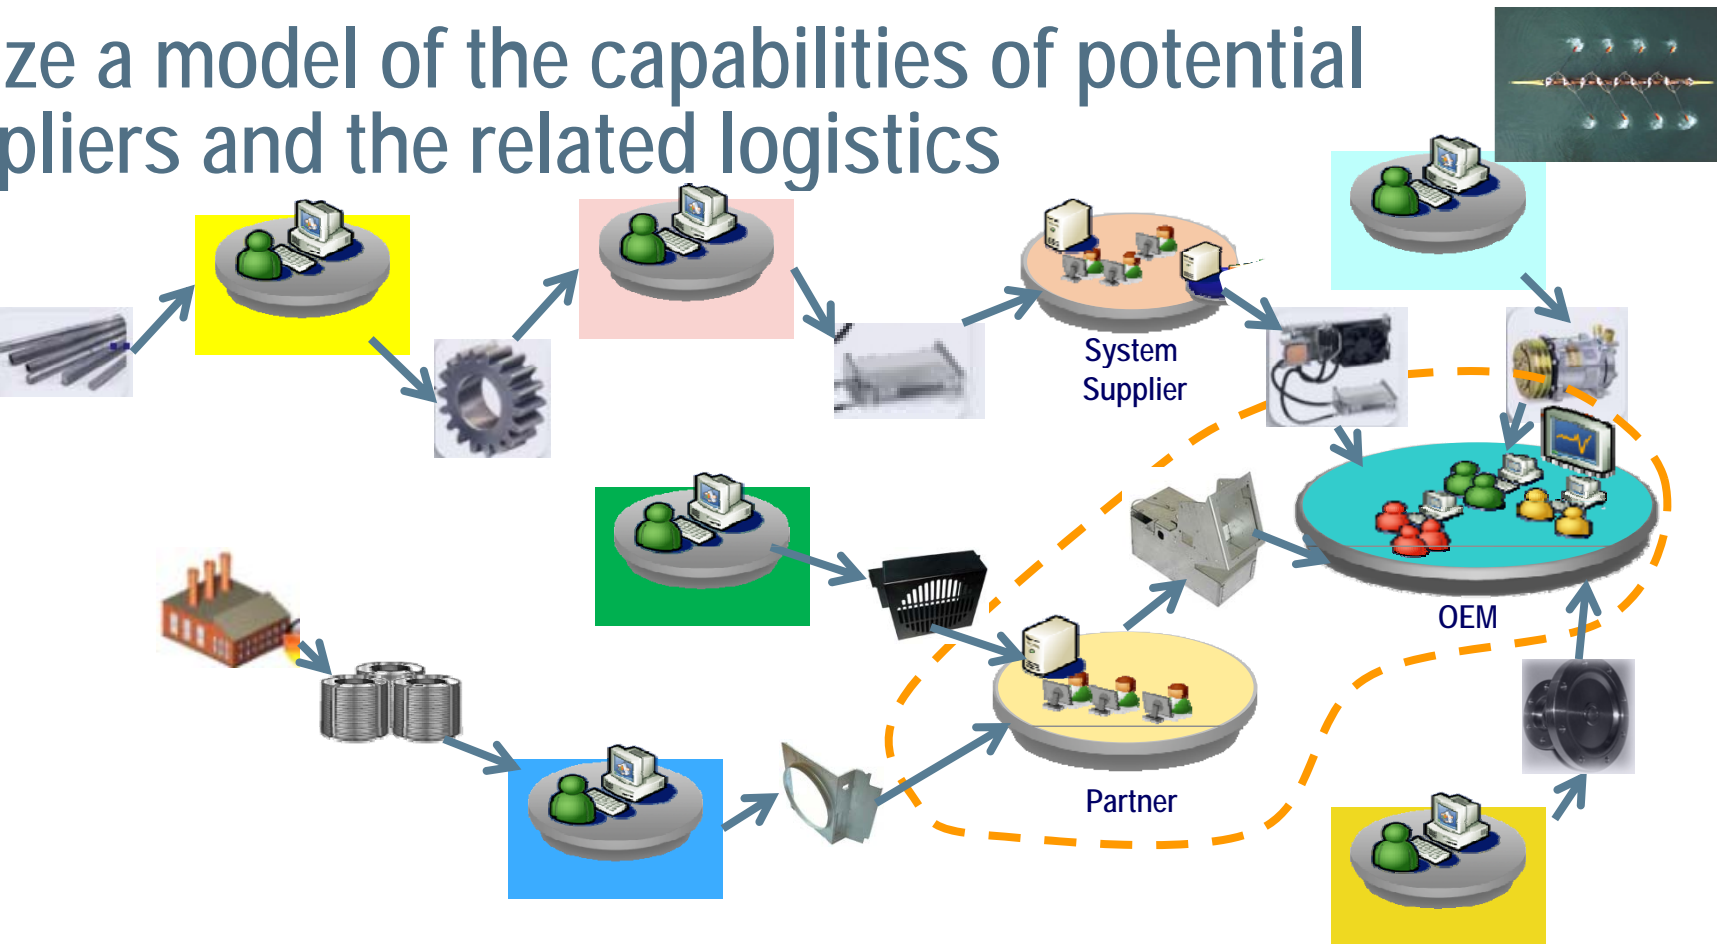 ze a model of the capabilities of potential
pliers and the related logistics
System
Supplier
OEM
Partner